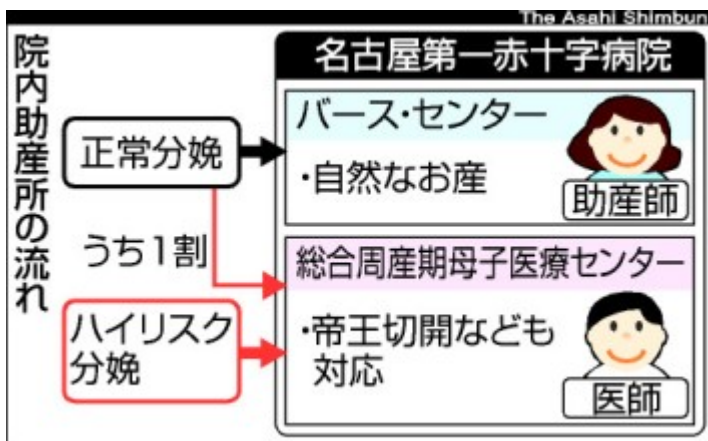 The Asahi Shimbun
院内助産所の流れ
名古屋第一赤十字病院
正常分娩
バース・センター
・自然なお産
助産師
うち1割
総合周産期母子医療センター
ハイリスク
分娩
・帝王切開なども
対応
医師